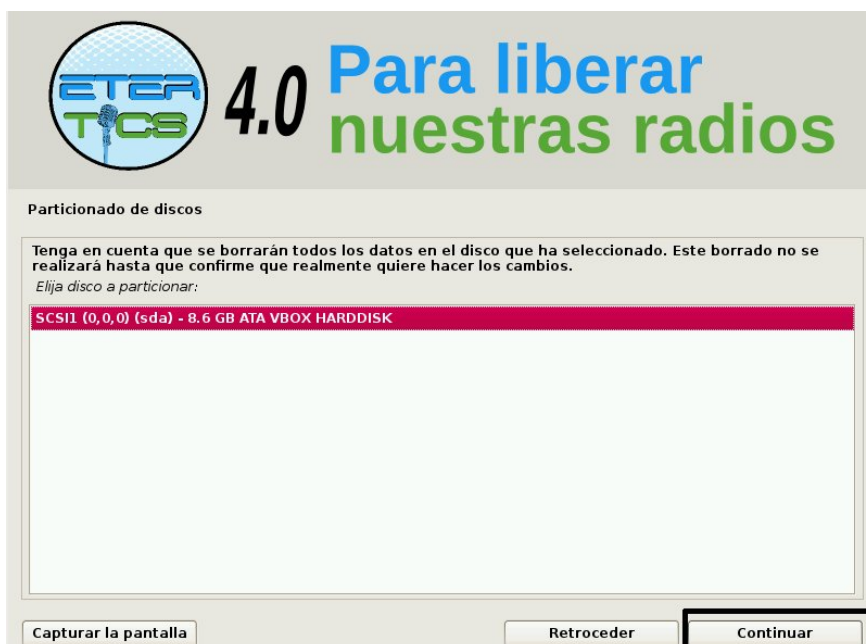 ETER
TICS
4.0
Para liberar
nuestras radios
Particionado de discos
Tenga en cuenta que se borrarán todos los datos en el disco que ha seleccionado. Este borrado no se
realizará hasta que confirme que realmente quiere hacer los cambios.
Elija disco a particionar:
SCSI1 (0,0,0) (sda) - 8.6 GB ATA VBOX HARDDISK
Capturar la pantalla
Retroceder
Continuar